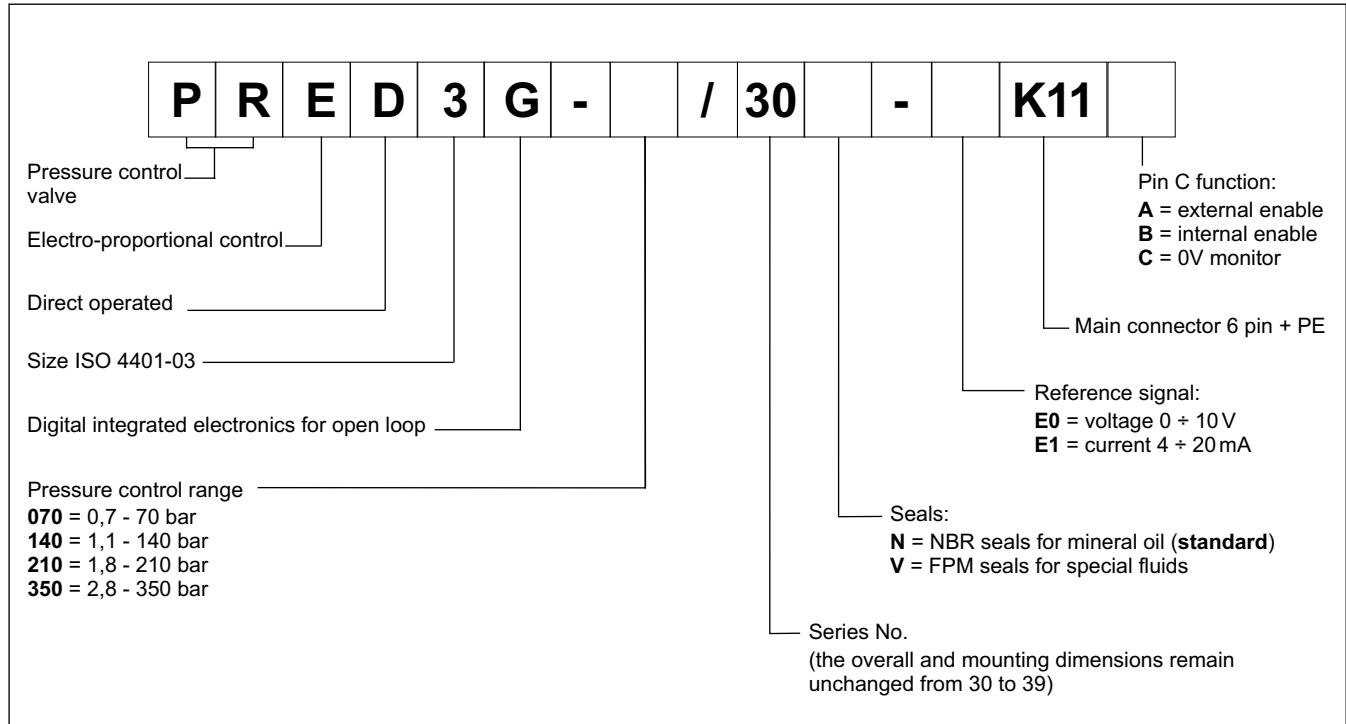 P R E D 3 G - / 30 - K11
Pressure control
valve
Electro-proportional control
Direct operated
Size ISO 4401-03
Digital integrated electronics for open loop
Pressure control range
070 = 0,7 - 70 bar
140 = 1,1 - 140 bar
210 = 1,8 - 210 bar
350 = 2,8 - 350 bar
Pin C function:
A = external enable
B = internal enable
C = 0V monitor
Main connector 6 pin + PE
Reference signal:
E0 = voltage 0 ÷ 10 V
E1 = current 4 ÷ 20 mA
Seals:
N = NBR seals for mineral oil (standard)
V = FPM seals for special fluids
Series No.
(the overall and mounting dimensions remain
unchanged from 30 to 39)